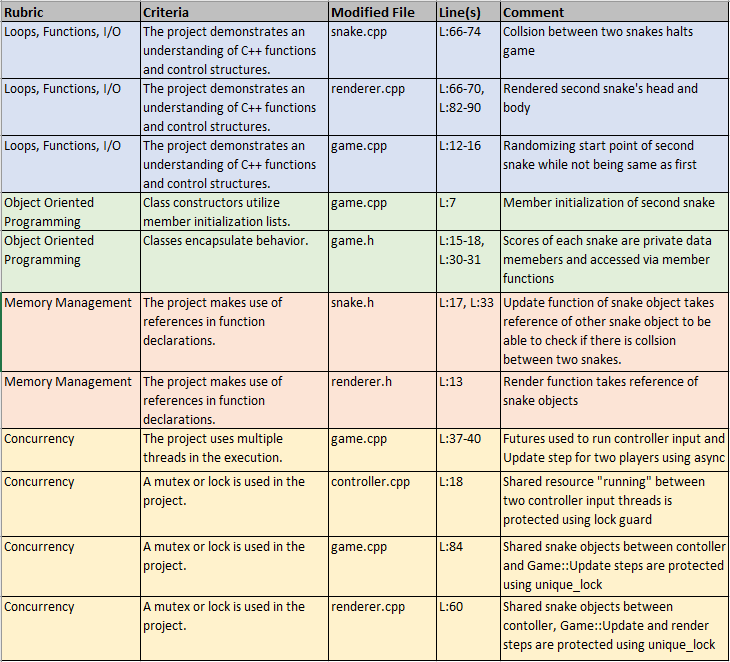 Rubric Criteria Modified File Line(s) Comment
Loops, Functions, I/O The project demonstrates an snake.cpp L:66-74 Collsion between two snakes halts
understanding of C++ functions game
and control structures.
Loops, Functions, I/O The project demonstrates an renderer.cpp L:66-70, Rendered second snake's head and
understanding of C++ functions L:82-90 body
and control structures.
Loops, Functions, I/O The project demonstrates an game.cpp L:12-16 Randomizing start point of second
understanding of C++ functions snake while not being same as first
and control structures.
Object Oriented Class constructors utilize game.cpp L:7 Member initialization of second snake
Programming member initialization lists.
Object Oriented Classes encapsulate behavior. game.h L:15-18, Scores of each snake are private data
Programming L:30-31 memebers and accessed via member
functions
Memory Management The project makes use of snake.h L:17, L:33 Update function of snake object takes
references in function reference of other snake object to be
declarations. able to check if there is collsion
between two snakes.
Memory Management The project makes use of renderer.h L:13 Render function takes reference of
references in function snake objects
declarations.
Concurrency The project uses multiple game.cpp L:37-40 Futures used to run controller input and
threads in the execution. Update step for two players using async
Concurrency A mutex or lock is used in the controller.cpp L:18 Shared resource "running" between
project. two controller input threads is
protected using lock guard
Concurrency A mutex or lock is used in the game.cpp L:84 Shared snake objects between contoller
project. and Game::Update steps are protected
using unique_lock
Concurrency A mutex or lock is used in the renderer.cpp L:60 Shared snake objects between
project. contoller, Game::Update and render
steps are protected using unique_lock